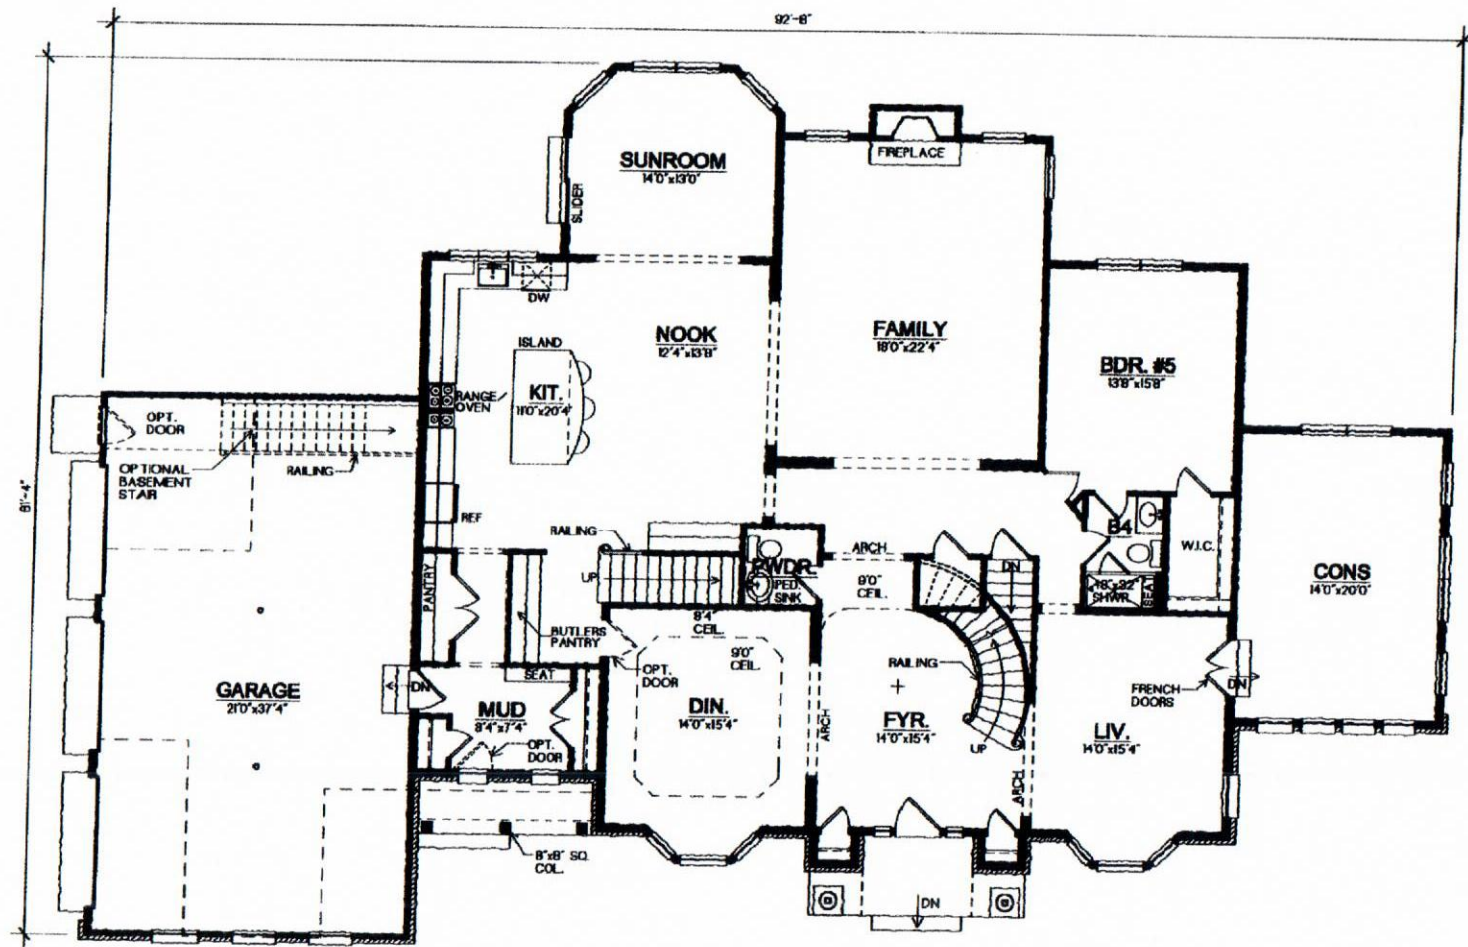 92'-8"
81'-4"
SUNROOM
14'0"x13'0"
SLIDER
FIREPLACE
DW
NOOK
12'4"x13'8"
FAMILY
18'0"x22'4"
BDR. #5
13'8"x15'8"
ISLAND
KIT.
11'0"x20'4"
RANGE
OVEN
REF
OPT.
DOOR
OPTIONAL
BASEMENT
STAIR
RAILING
RAILING
UP
PWDR.
PED.
SINK
ARCH
9'0"
CEIL.
DN
B4
SHWR.
SEAT
W.I.C.
CONS
14'0"x20'0"
PANTRY
BUTLERS
PANTRY
8'4"
CEIL.
9'0"
CEIL.
OPT.
DOOR
SEAT
DN
MUD
8'4"x7'4"
OPT.
DOOR
GARAGE
21'0"x37'4"
DIN.
14'0"x15'4"
ARCH
RAILING
FYR.
14'0"x15'4"
UP
ARCH
LIV.
14'0"x15'4"
FRENCH
DOORS
DN
8"x8" SQ.
COL.
DN